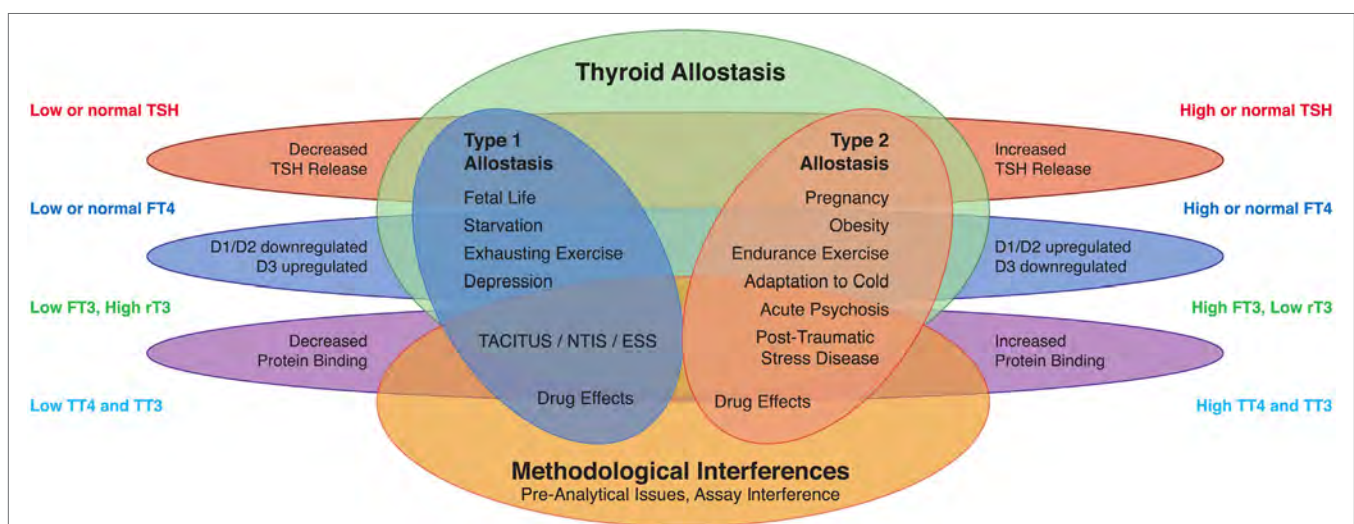 Thyroid Allostasis
Low or normal TSH
Decreased
TSH Release
Low or normal FT4
D1/D2 downregulated
D3 upregulated
Low FT3, High rT3
Decreased
Protein Binding
Low TT4 and TT3
Type 1
Allostasis
Fetal Life
Starvation
Exhausting Exercise
Depression
TACITUS / NTIS / ESS
Drug Effects
Type 2
Allostasis
Pregnancy
Obesity
Endurance Exercise
Adaptation to Cold
Acute Psychosis
Post-Traumatic
Stress Disease
Drug Effects
High or normal TSH
Increased
TSH Release
High or normal FT4
D1/D2 upregulated
D3 downregulated
High FT3, Low rT3
Increased
Protein Binding
High TT4 and TT3
Methodological Interferences
Pre-Analytical Issues, Assay Interference